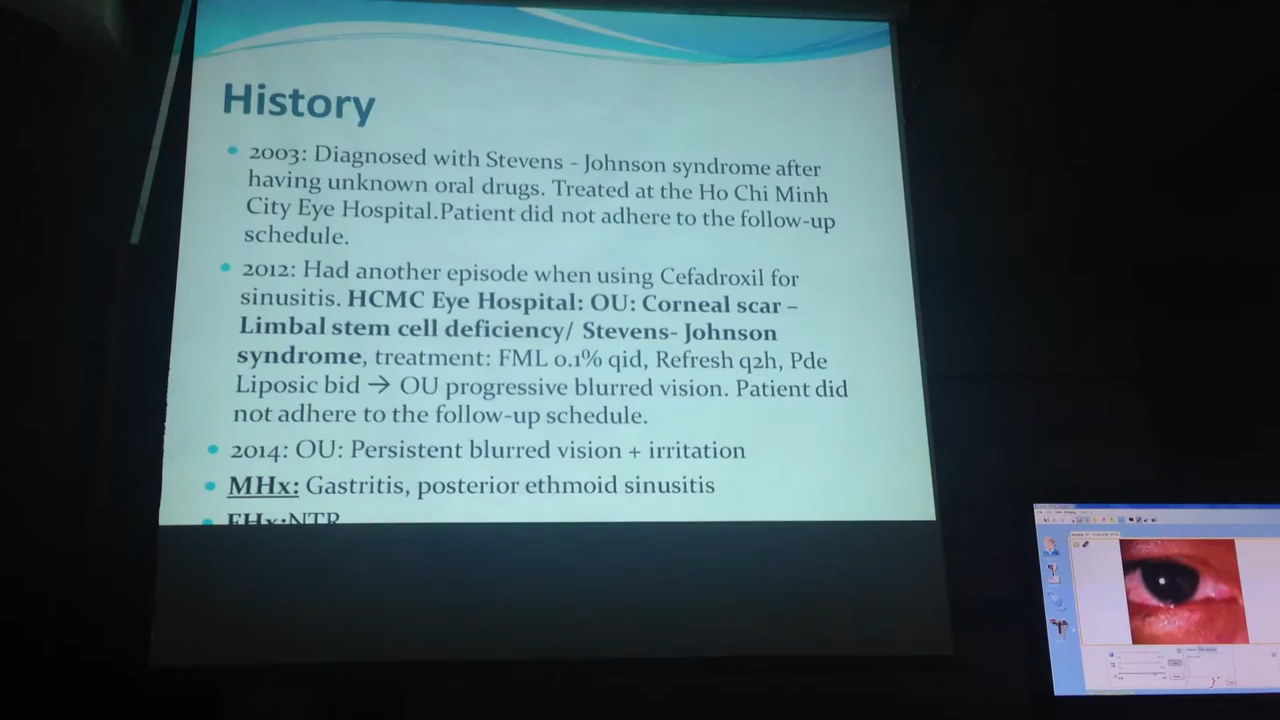 History
2003: Diagnosed with Stevens - Johnson syndrome after
having unknown oral drugs. Treated at the Ho Chi Minh
City Eye Hospital.Patient did not adhere to the follow-up
schedule.
2012: Had another episode when using Cefadroxil for
sinusitis. HCMC Eye Hospital: OU: Corneal scar –
Limbal stem cell deficiency/ Stevens- Johnson
syndrome, treatment: FML 0.1% qid, Refresh q2h, Pde
Liposic bid → OU progressive blurred vision. Patient did
not adhere to the follow-up schedule.
2014: OU: Persistent blurred vision + irritation
MHx: Gastritis, posterior ethmoid sinusitis
FHx:NTR